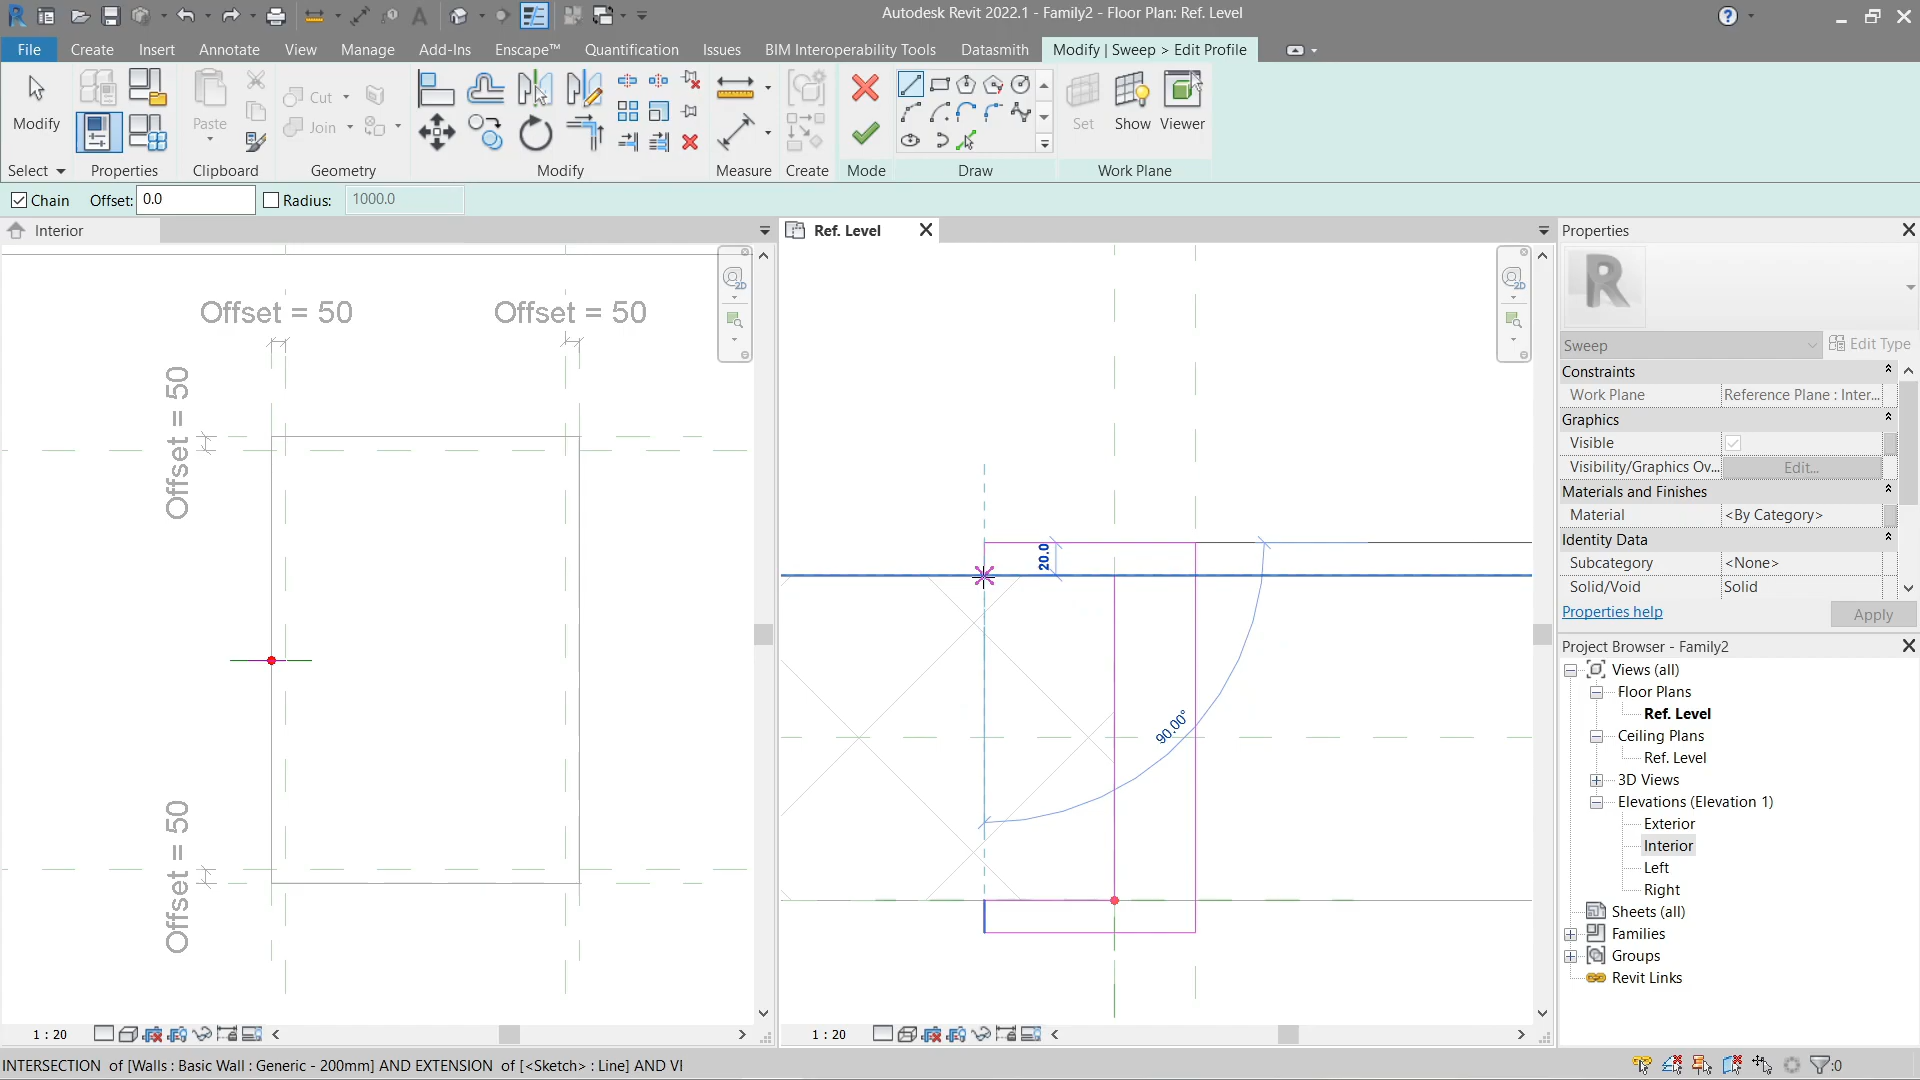 Autodesk Revit 2022.1 - Family2 - Floor Plan: Ref. Level
File Create Insert Annotate View Manage Add-Ins Enscape™ Quantification Issues BIM Interoperability Tools Datasmith Modify | Sweep > Edit Profile
Modify
Paste
Cut
Join
Set Show Viewer
Select Properties Clipboard Geometry Modify Measure Create Mode Draw Work Plane
Chain Offset: 0.0 Radius: 1000.0
Interior
Ref. Level
Properties
Offset = 50
Offset = 50
Offset = 50
Offset = 50
20.0
90.00°
Sweep
Edit Type
Constraints
Work Plane Reference Plane : Inter...
Graphics
Visible
Visibility/Graphics Ov... Edit...
Materials and Finishes
Material <By Category>
Identity Data
Subcategory <None>
Solid/Void Solid
Properties help
Apply
Project Browser - Family2
Views (all)
Floor Plans
Ref. Level
Ceiling Plans
Ref. Level
3D Views
Elevations (Elevation 1)
Exterior
Interior
Left
Right
Sheets (all)
Families
Groups
Revit Links
1 : 20
1 : 20
INTERSECTION of [Walls : Basic Wall : Generic - 200mm] AND EXTENSION of [<Sketch> : Line] AND VI
:0